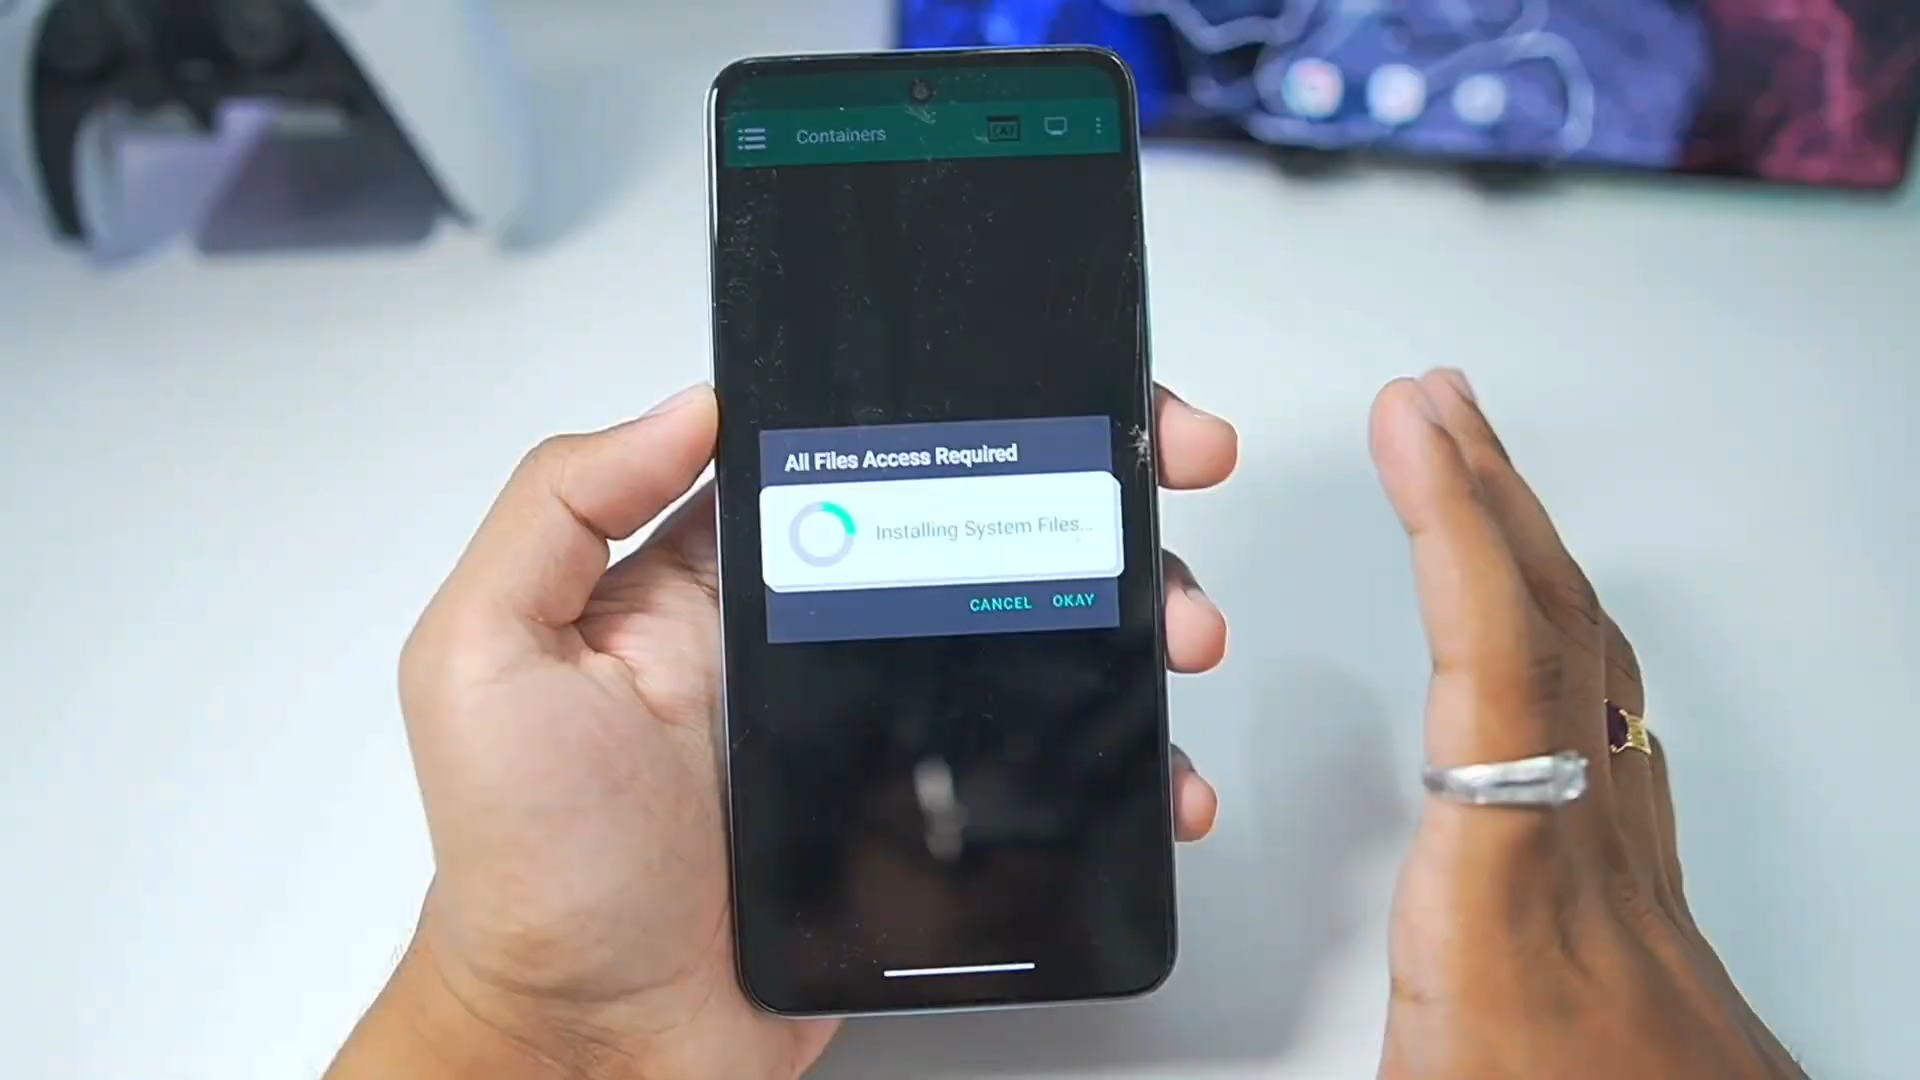 Containers
All Files Access Required
Installing System Files...
CANCEL OKAY